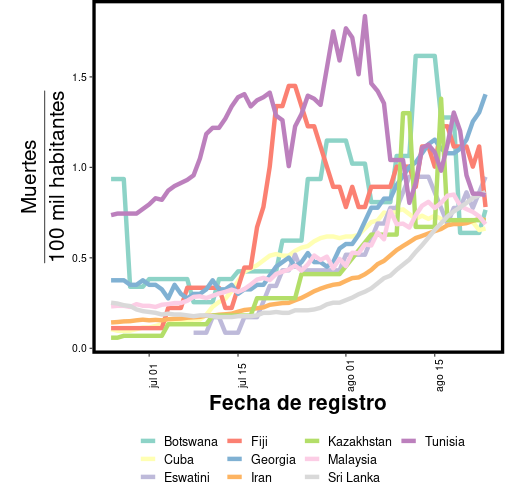 Muertes
100 mil habitantes
1.5
1.0
0.5
0.0
jul 01
jul 15
ago 01
ago 15
Fecha de registro
Botswana Fiji Kazakhstan Tunisia
Cuba Georgia Malaysia
Eswatini Iran Sri Lanka